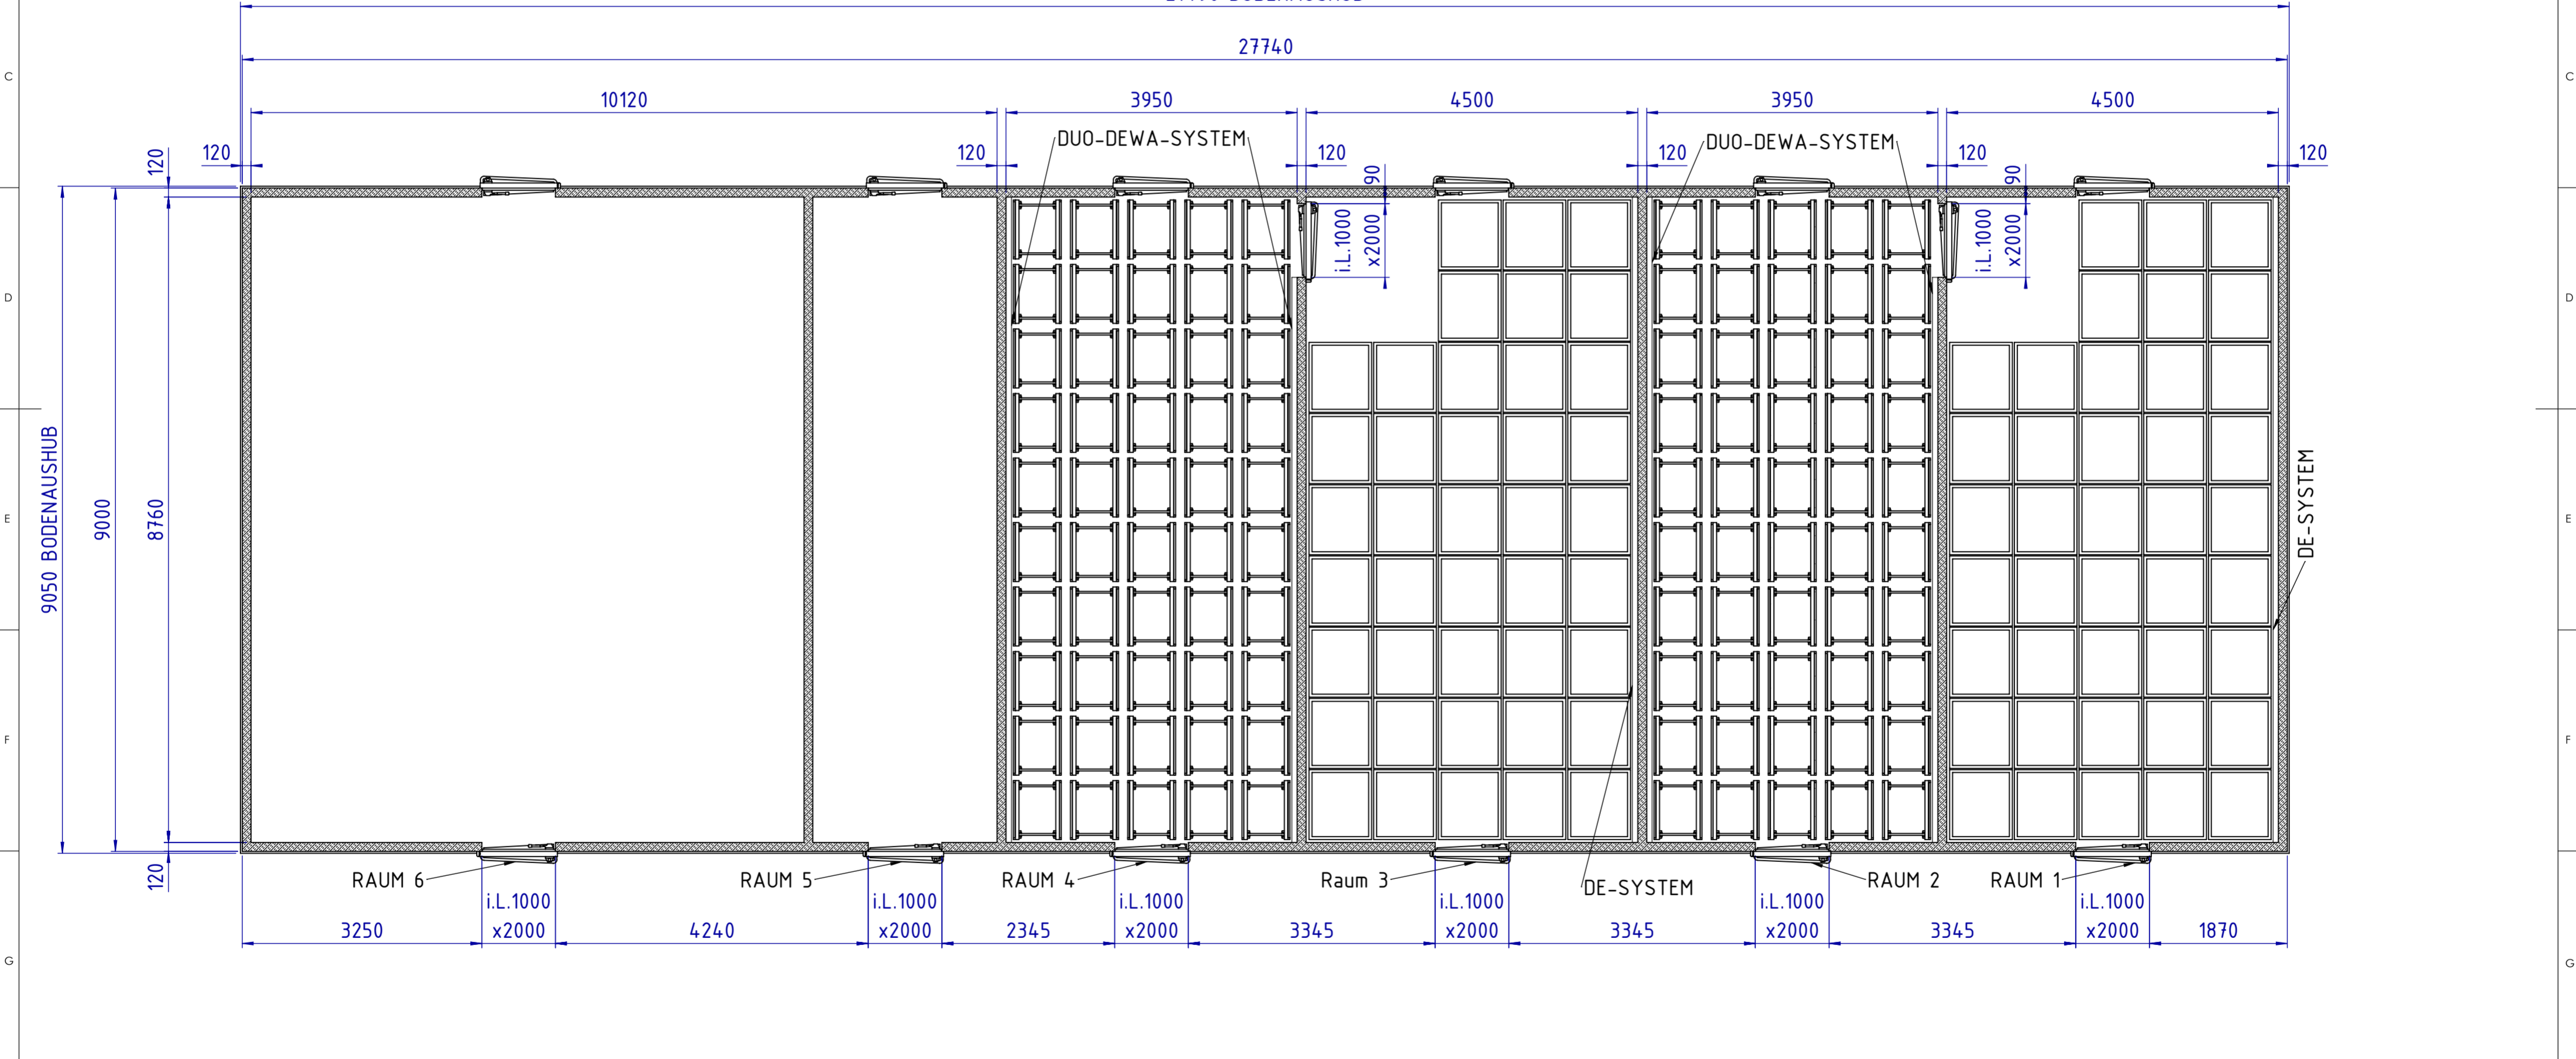 27740
C
C
10120
3950
4500
3950
4500
DUO-DEWA-SYSTEM
DUO-DEWA-SYSTEM
120
120
120
120
120
120
120
90
90
i.L.1000
x2000
i.L.1000
x2000
D
D
9050 BODENAUSHUB
9000
8760
DE-SYSTEM
E
E
F
F
120
RAUM 6
RAUM 5
RAUM 4
Raum 3
DE-SYSTEM
RAUM 2
RAUM 1
i.L.1000
i.L.1000
i.L.1000
i.L.1000
i.L.1000
i.L.1000
3250
x2000
4240
x2000
2345
x2000
3345
x2000
3345
x2000
3345
x2000
1870
G
G